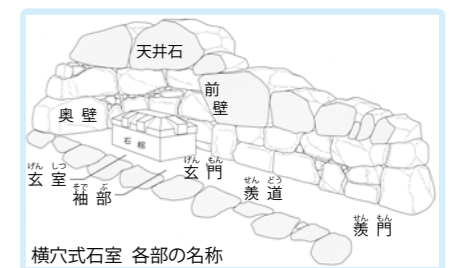 天井石
前
壁
奥壁
石棺
げんしつ
玄室
そでぶ
袖部
げんもん
玄門
せんどう
羨道
せんもん
羨門
横穴式石室 各部の名称